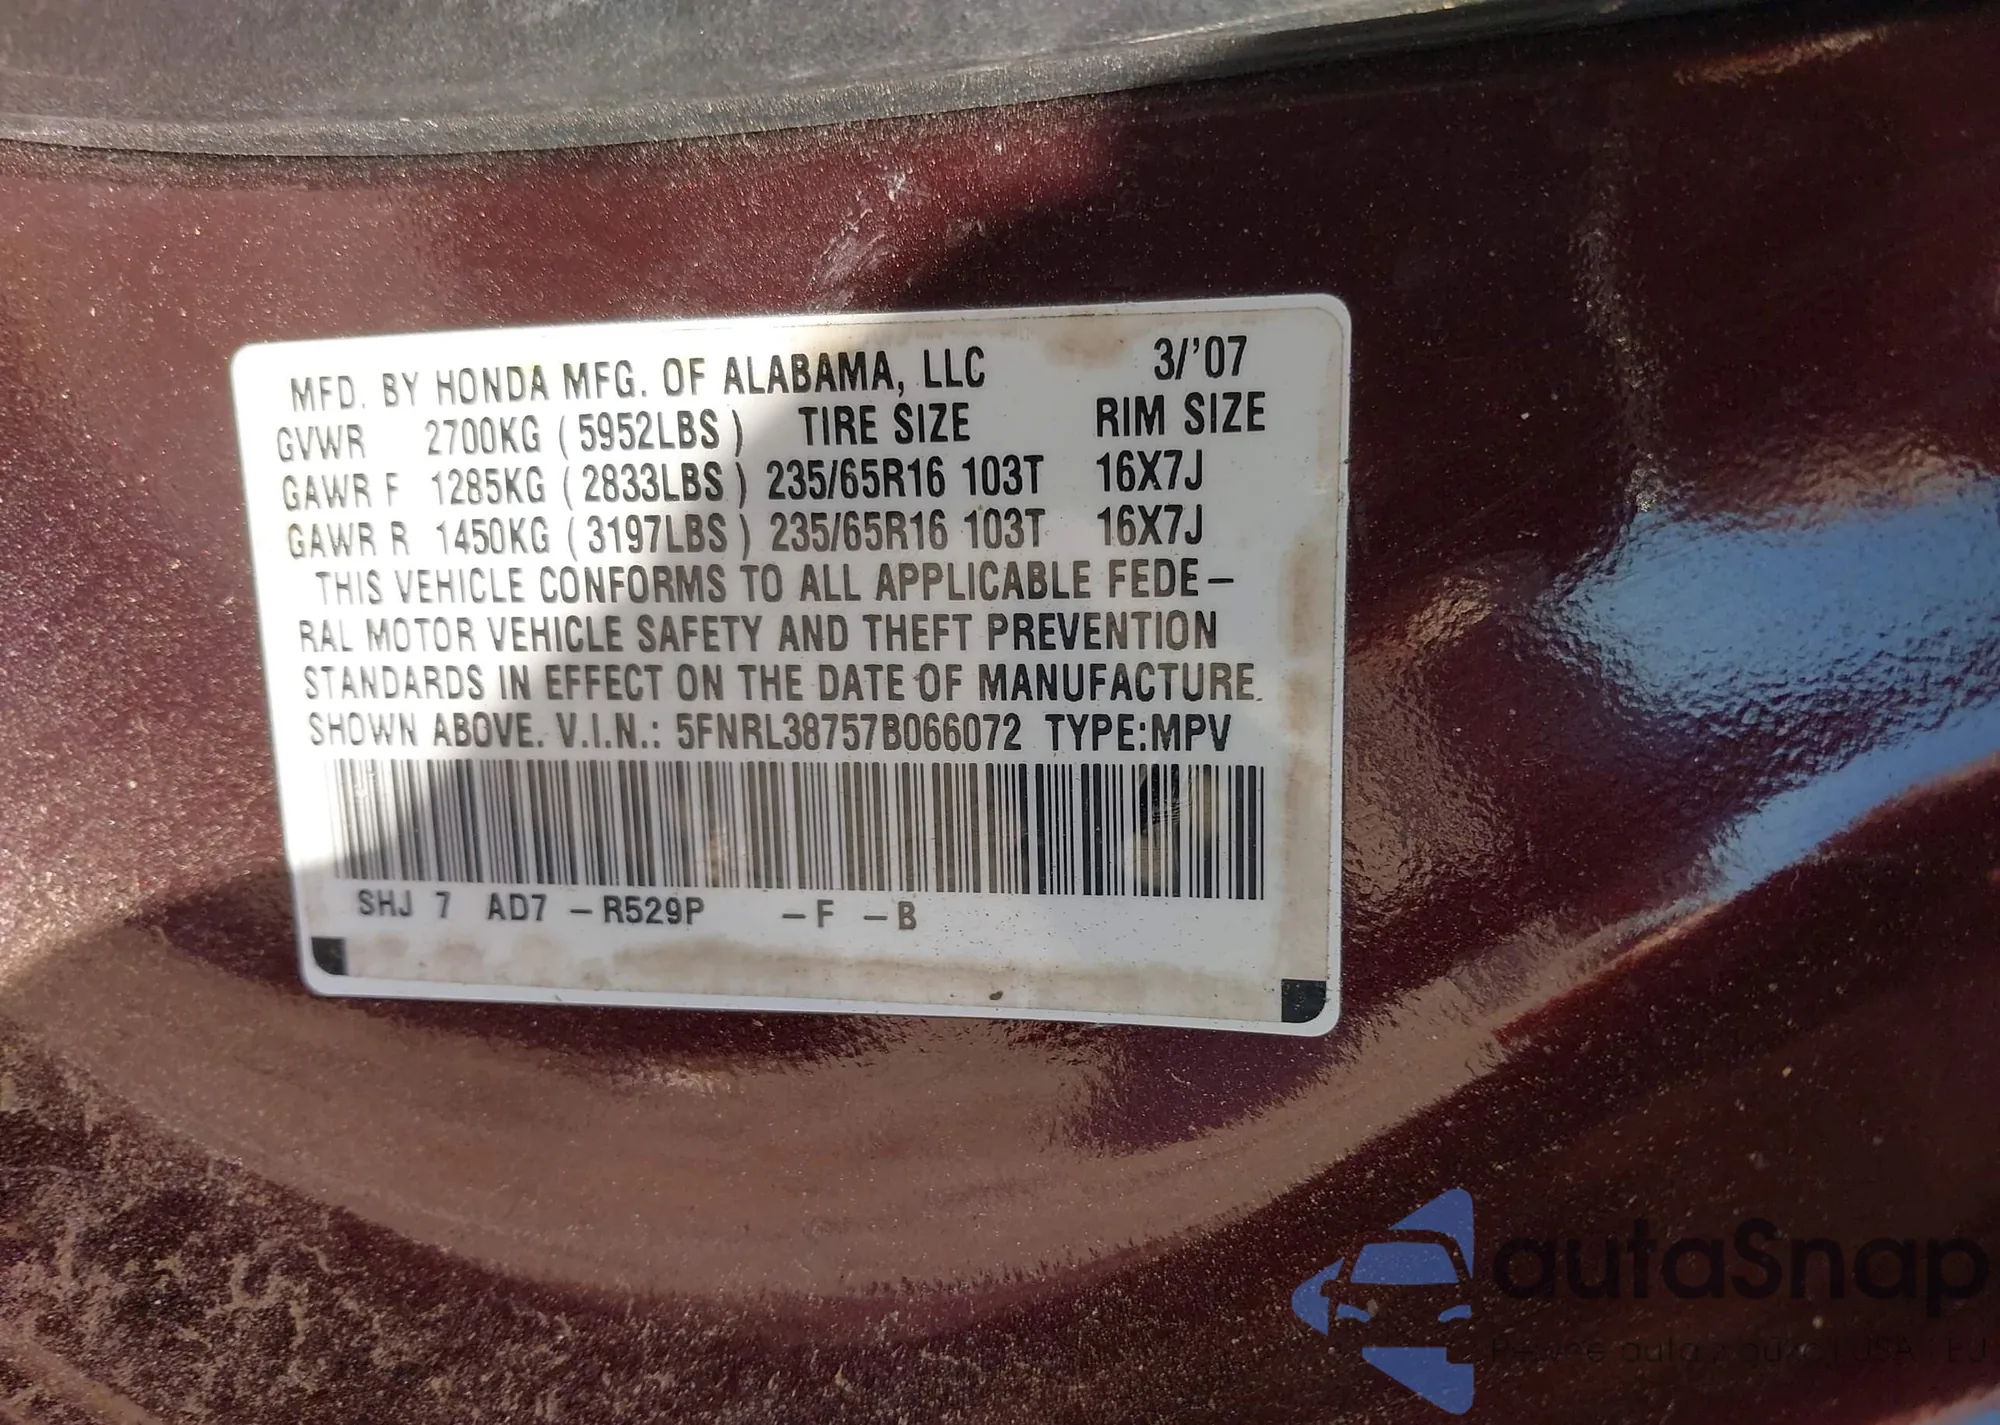 MFD. BY HONDA MFG. OF ALABAMA, LLC 3/'07
GVWR 2700KG (5952LBS) TIRE SIZE RIM SIZE
GAWR F 1285KG (2833LBS) 235/65R16 103T 16X7J
GAWR R 1450KG (3197LBS) 235/65R16 103T 16X7J
THIS VEHICLE CONFORMS TO ALL APPLICABLE FEDE-
RAL MOTOR VEHICLE SAFETY AND THEFT PREVENTION
STANDARDS IN EFFECT ON THE DATE OF MANUFACTURE
SHOWN ABOVE. V.I.N.: 5FNRL38757B066072 TYPE:MPV
SHJ 7 AD7 -R529P -F -B
autaSnap
auta z USA